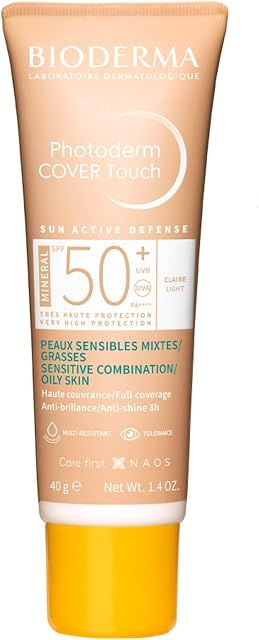 BIODERMA
LABORATOIRE DERMATOLOGIQUE
Photoderm
COVER Touch
SUN ACTIVE DEFENSE
MINERAL
SPF
50+
UVB
UVA
PA++++
CLAIRE
LIGHT
TRÈS HAUTE PROTECTION
VERY HIGH PROTECTION
PEAUX SENSIBLES MIXTES/
GRASSES
SENSITIVE COMBINATION/
OILY SKIN
Haute couvrance/Full coverage
Anti-brillance/Anti-shine 8h
MULTI-RESISTANT
TOLERANCE
Care first NAOS
40 g e Net Wt. 1.4 OZ.